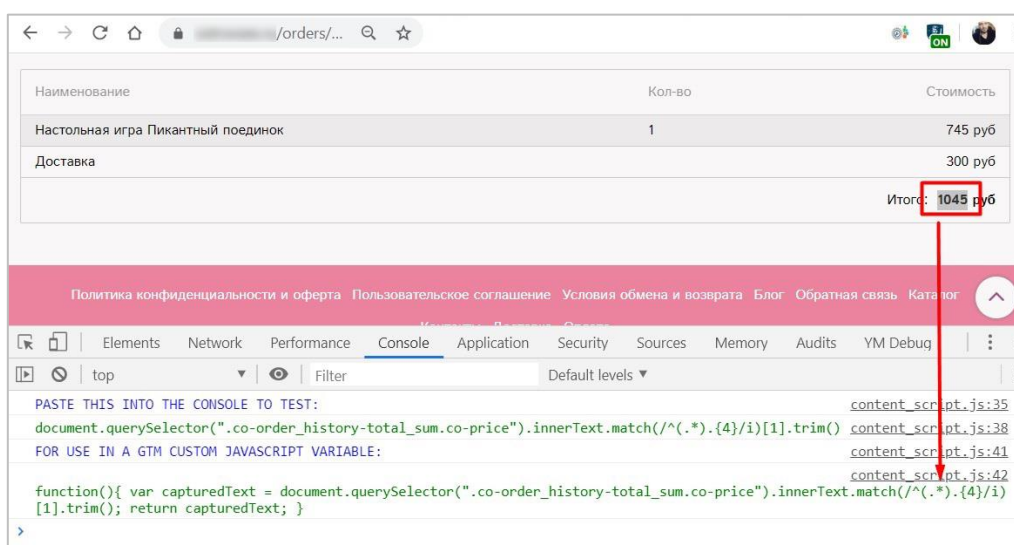 /orders/...
ON
Наименование Кол-во Стоимость
Настольная игра Пикантный поединок 1 745 руб
Доставка 300 руб
Итого: 1045 руб
Политика конфиденциальности и оферта Пользовательское соглашение Условия обмена и возврата Блог Обратная связь Каталог
Контакты Доставка Оплата
Elements Network Performance Console Application Security Sources Memory Audits YM Debug
top Filter Default levels ▼
PASTE THIS INTO THE CONSOLE TO TEST: content_script.js:35
document.querySelector(".co-order_history-total_sum.co-price").innerText.match(/^(.*).{4}/i)[1].trim() content_script.js:38
FOR USE IN A GTM CUSTOM JAVASCRIPT VARIABLE: content_script.js:41
content_script.js:42
function(){ var capturedText = document.querySelector(".co-order_history-total_sum.co-price").innerText.match(/^(.*).{4}/i)
[1].trim(); return capturedText; }
>